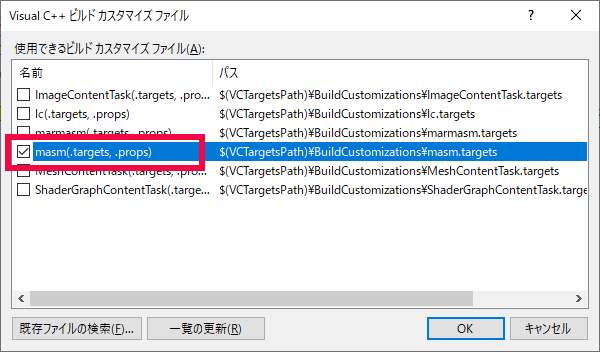 Visual C++ ビルド カスタマイズ ファイル
使用できるビルド カスタマイズ ファイル(A):
名前 パス
ImageContentTask(.targets, .pro... $(VCTargetsPath)¥BuildCustomizations¥ImageContentTask.targets
lc(.targets, .props) $(VCTargetsPath)¥BuildCustomizations¥lc.targets
marmasm(.targets, .props) $(VCTargetsPath)¥BuildCustomizations¥marmasm.targets
masm(.targets, .props) $(VCTargetsPath)¥BuildCustomizations¥masm.targets
MeshContentTask(.targets, .pro... $(VCTargetsPath)¥BuildCustomizations¥MeshContentTask.targets
ShaderGraphContentTask(.targe... $(VCTargetsPath)¥BuildCustomizations¥ShaderGraphContentTask.targe
既存ファイルの検索(F)... 一覧の更新(R) OK キャンセル